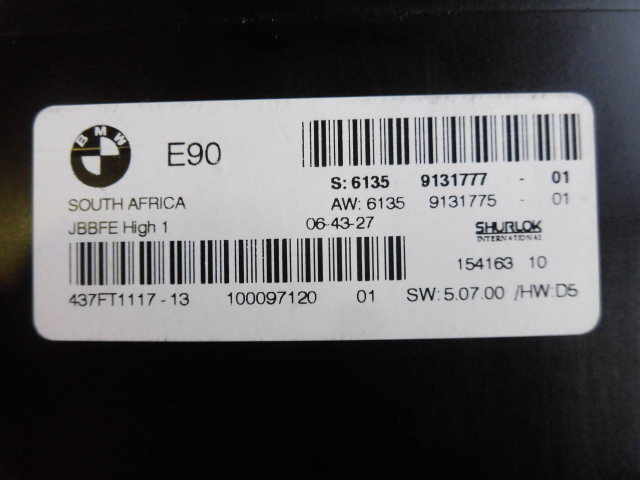 BMW
E90
S: 6135 9131777 - 01
SOUTH AFRICA AW: 6135 9131775 - 01
JBBFE High 1 06-43-27 SHURLOK
INTERNATIONAL
154163 10
437FT1117-13 100097120 01 SW: 5.07.00 /HW:D5